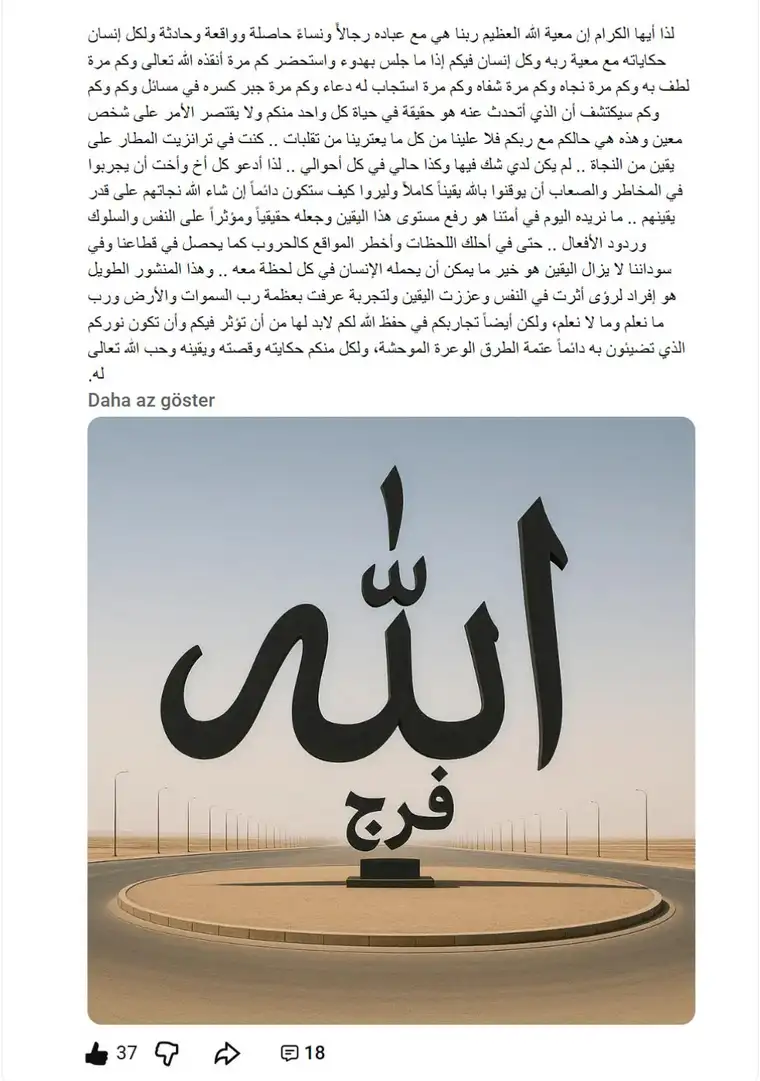 لذا أيها الكرام إن معية الله العظيم ربنا هي مع عباده رجالاً ونساءً حاصلة وواقعة وحادثة ولكل إنسان
حكاياته مع معية ربه وكل إنسان فيكم إذا ما جلس بهدوء واستحضر كم مرة أنقذه الله تعالى وكم مرة
لطف به وكم مرة نجاه وكم مرة شفاه وكم مرة استجاب له دعاء وكم مرة جبر كسره في مسائل وكم وكم
وكم سيكتشف أن الذي أتحدث عنه هو حقيقة في حياة كل واحد منكم ولا يقتصر الأمر على شخص
معين وهذه هي حالكم مع ربكم فلا علينا من كل ما يعترينا من تقلبات .. كنت في ترانزيت المطار على
يقين من النجاة .. لم يكن لدي شك فيها وكذا حالي في كل أحوالي .. لذا أدعو كل أخ وأخت أن يجربوا
في المخاطر والصعاب أن يوقنوا بالله يقيناً كاملاً وليروا كيف ستكون دائماً إن شاء الله نجاتهم على قدر
يقينهم .. ما نريده اليوم في أمتنا هو رفع مستوى هذا اليقين وجعله حقيقياً ومؤثراً على النفس والسلوك
وردود الأفعال .. حتى في أحلك اللحظات وأخطر المواقع كالحروب كما يحصل في قطاعنا وفي
سوداننا لا يزال اليقين هو خير ما يمكن أن يحمله الإنسان في كل لحظة معه .. وهذا المنشور الطويل
هو إفراد لرؤى أثرت في النفس وعززت اليقين ولتجربة عرفت بعظمة رب السموات والأرض ورب
ما نعلم وما لا نعلم، ولكن أيضاً تجاربكم في حفظ الله لكم لابد لها من أن تؤثر فيكم وأن تكون نوركم
الذي تضيئون به دائماً عتمة الطرق الوعرة الموحشة، ولكل منكم حكايته وقصته ويقينه وحب الله تعالى
له.
Daha az göster
الله
فرج
37
18